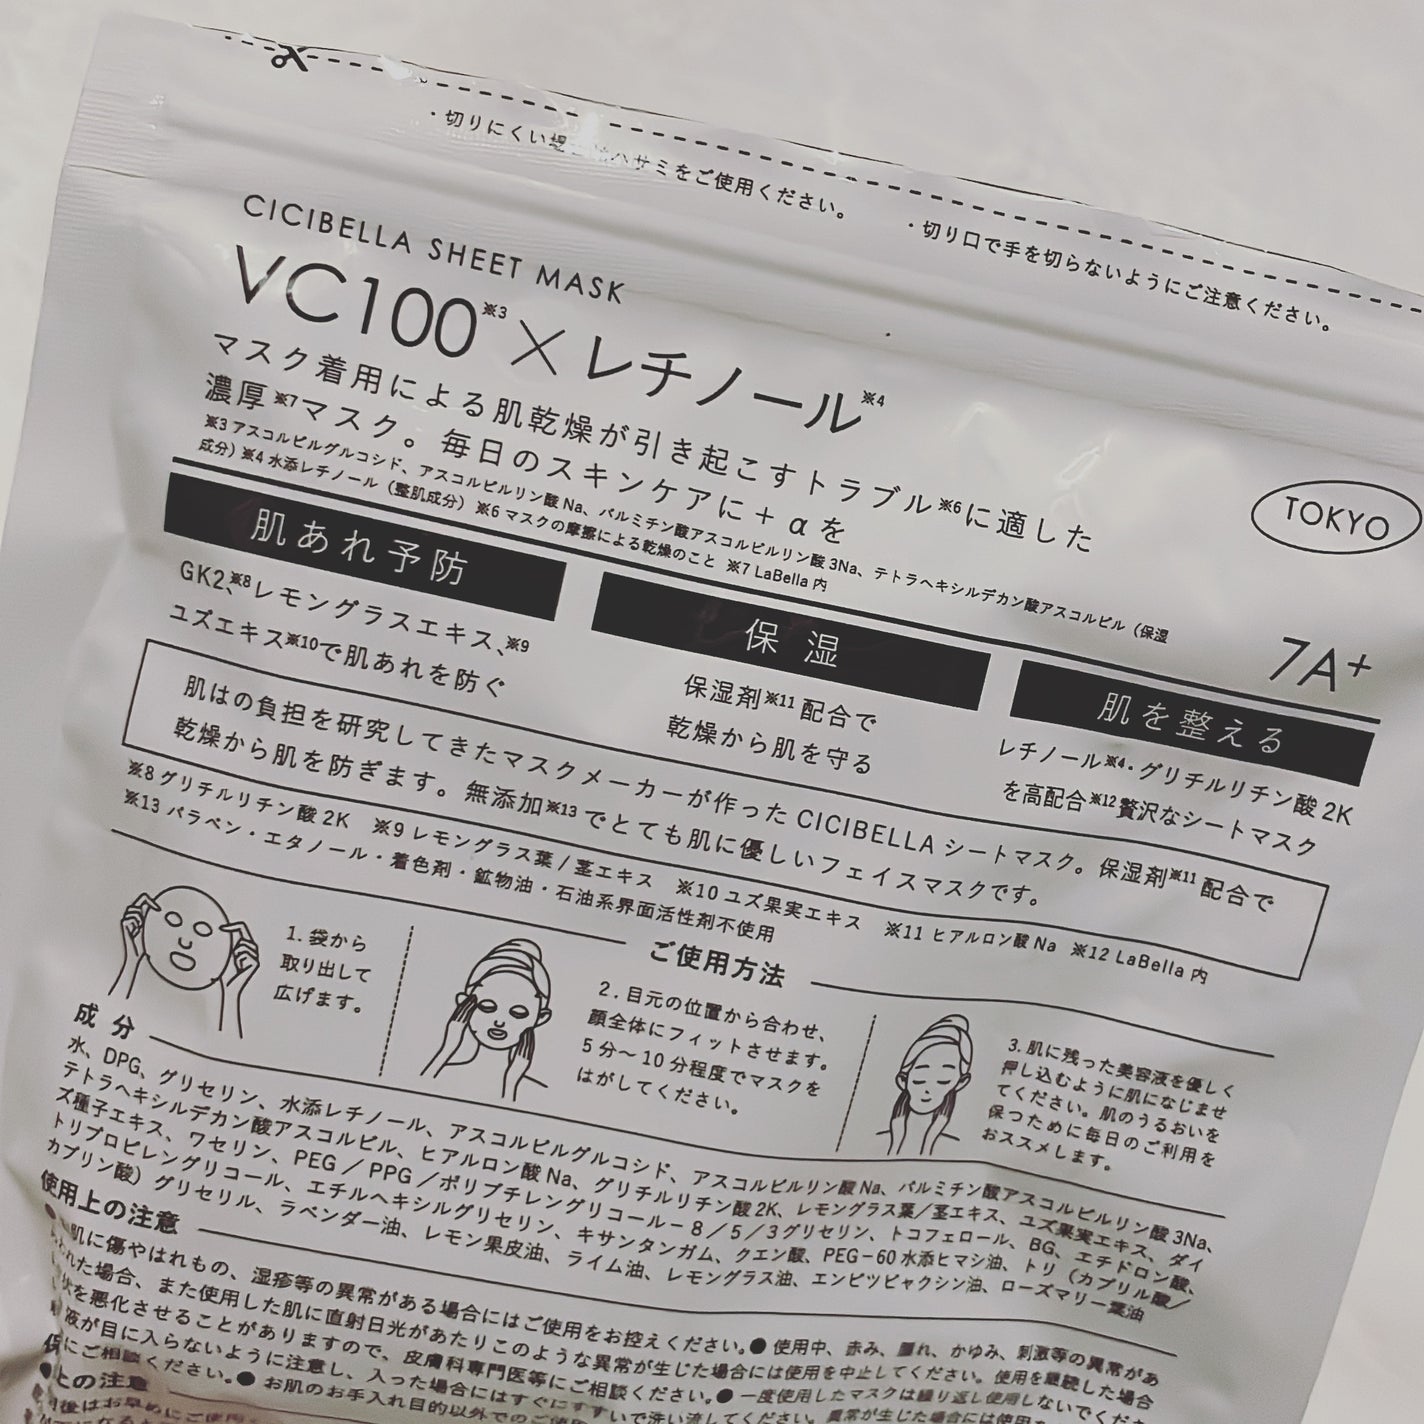 ・切りにくい場合はハサミをご使用ください。
・切り口で手を切らないようにご注意ください。
CICIBELLA SHEET MASK
VC100※3×レチノール※4
マスク着用による肌乾燥が引き起こすトラブル※6に適した
濃厚※7マスク。毎日のスキンケアに+αを
※3 アスコルビルグルコシド、アスコルビルリン酸Na、パルミチン酸アスコルビルリン酸3Na、テトラヘキシルデカン酸アスコルビル（保湿
成分）※4 水添レチノール（整肌成分）※6 マスクの摩擦による乾燥のこと ※7 LaBella内
TOKYO
7A+
肌あれ予防
GK2、※8レモングラスエキス、※9
ユズエキス※10で肌あれを防ぐ
保湿
保湿剤※11配合で
乾燥から肌を守る
肌を整える
レチノール※4・グリチルリチン酸2K
を高配合※12贅沢なシートマスク
肌はの負担を研究してきたマスクメーカーが作ったCICIBELLAシートマスク。保湿剤※11配合で
乾燥から肌を防ぎます。無添加※13でとても肌に優しいフェイスマスクです。
※8 グリチルリチン酸2K ※9 レモングラス葉/茎エキス ※10 ユズ果実エキス ※11 ヒアルロン酸Na ※12 LaBella内
※13 パラベン・エタノール・着色剤・鉱物油・石油系界面活性剤不使用
ご使用方法
1. 袋から
取り出して
広げます。
2. 目元の位置から合わせ、
顔全体にフィットさせます。
5分〜10分程度でマスクを
はがしてください。
3. 肌に残った美容液を優しく
押し込むように肌になじませ
てください。肌のうるおいを
保つために毎日のご利用を
おススメします。
成分
水、DPG、グリセリン、水添レチノール、アスコルビルグルコシド、アスコルビルリン酸Na、パルミチン酸アスコルビルリン酸3Na、
テトラヘキシルデカン酸アスコルビル、ヒアルロン酸Na、グリチルリチン酸2K、レモングラス葉/茎エキス、ユズ果実エキス、ダイ
ズ種子エキス、ワセリン、PEG/PPG/ポリブチレングリコール-8/5/3グリセリン、トコフェロール、BG、エチドロン酸、
トリプロピレングリコール、エチルヘキシルグリセリン、キサンタンガム、クエン酸、PEG-60水添ヒマシ油、トリ（カプリル酸/
カプリン酸）グリセリル、ラベンダー油、レモン果皮油、ライム油、レモングラス油、エンピツビャクシン油、ローズマリー葉油
使用上の注意
肌に傷やはれもの、湿疹等の異常がある場合にはご使用をお控えください。●使用中、赤み、腫れ、かゆみ、刺激等の異常があ
われた場合、また使用した肌に直射日光があたりこのような異常が生じた場合には使用を中止してください。使用を継続した場合
状を悪化させることがありますので、皮膚科専門医等にご相談ください。●一度使用したマスクは繰り返し使用しないでくだ
液が目に入らないように注意し、入った場合にはすぐに いで洗い流してください。異常が生じた場合には使用
にご相談ください。●お肌のお手入れ目的以外でのご使
上の注意
後はお早めにご使用